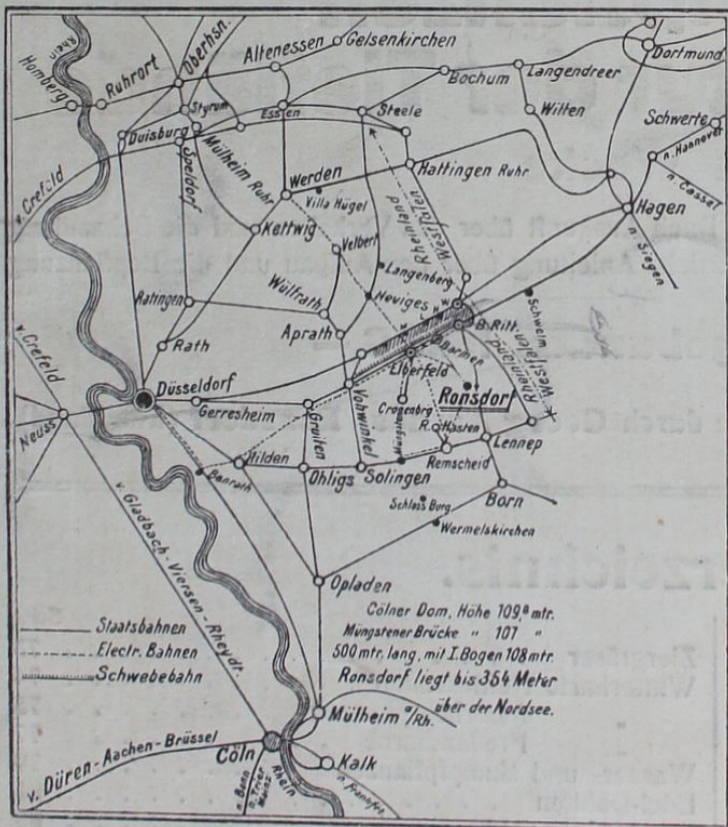 Rhein
Homberg
Ruhrort
Oberhsn.
Altenessen
Gelsenkirchen
Dortmund
Bochum
Langendreer
Styrum
Essen
Steele
Witten
Schwerte
n. Hannover
n. Cassel
Duisburg
Speldorf
Mülheim Ruhr
v. Crefeld
Werden
Villa Hügel
Hattingen Ruhr
Hagen
n. Siegen
Kettwig
Velbert
Langenberg
Rheinland
Westfalen
Ratingen
Wülfrath
Neviges
Schwelm
Aprath
Rath
B. Ritt.
Barmen
Elberfeld
Rheinland
Westfalen
v. Crefeld
Düsseldorf
Gerresheim
Gruiten
Vohwinkel
Cronenbrg
Ronsdorf
Neuss
R. Hasten
Lennep
Hilden
Benrath
Ohligs
Solingen
Remscheid
Born
Schloss Burg
Wermelskirchen
v. Gladbach-Viersen-Rheydt.
Opladen
Cölner Dom, Höhe 109,8 mtr.
Müngstener Brücke " 107 "
500 mtr. lang, mit I. Bogen 108 mtr.
Ronsdorf liegt bis 354 Meter
über der Nordsee.
Staatsbahnen
Electr. Bahnen
Schwebebahn
Mülheim a/Rh.
Cöln
Kalk
v. Düren-Aachen-Brüssel
n. Bonn
n. Trier
Mainz
Rhein
n. Frankfrt.